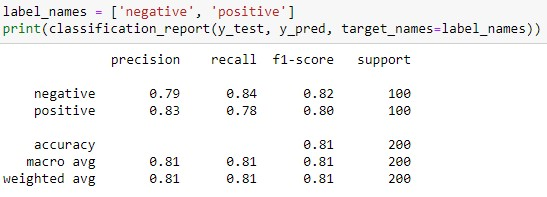 label_names = ['negative', 'positive']
print(classification_report(y_test, y_pred, target_names=label_names))
precision recall f1-score support
negative 0.79 0.84 0.82 100
positive 0.83 0.78 0.80 100
accuracy 0.81 200
macro avg 0.81 0.81 0.81 200
weighted avg 0.81 0.81 0.81 200